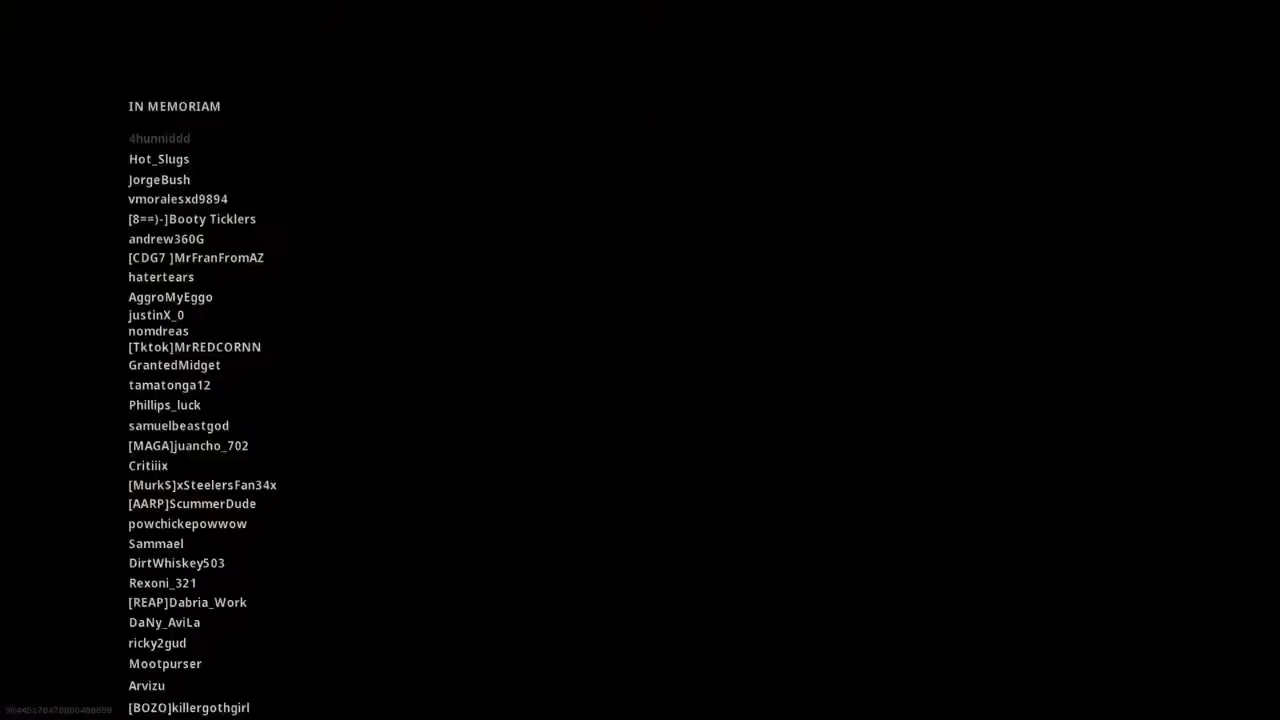 IN MEMORIAM
4hunniddd
Hot_Slugs
JorgeBush
vmoralesxd9894
[8==)-]Booty Ticklers
andrew360G
[CDG7 ]MrFranFromAZ
hatertears
AggroMyEggo
justinX_0
nomdreas
[Tktok]MrREDCORNN
GrantedMidget
tamatonga12
Phillips_luck
samuelbeastgod
[MAGA]juancho_702
Critiiix
[Murk$]xSteelersFan34x
[AARP]ScummerDude
powchickepowwow
Sammael
DirtWhiskey503
Rexoni_321
[REAP]Dabria_Work
DaNy_AviLa
ricky2gud
Mootpurser
Arvizu
[BOZO]killergothgirl